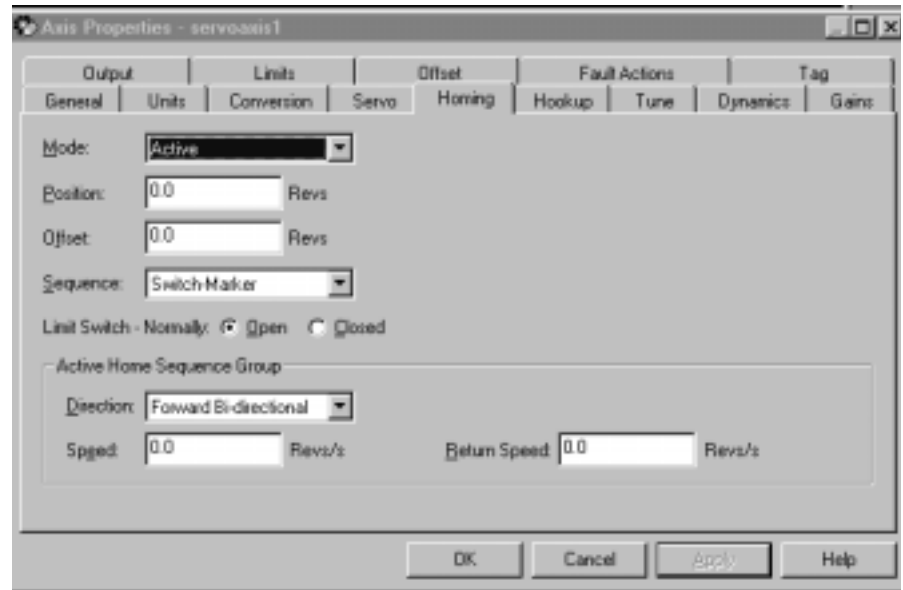 Axis Properties - servoaxis1
Output Limits Offset Fault Actions Tag
General Units Conversion Servo Homing Hookup Tune Dynamics Gains
Mode: Active
Position: 0.0 Revs
Offset: 0.0 Revs
Sequence: Switch-Marker
Limit Switch - Normally: Open Closed
Active Home Sequence Group
Direction: Forward Bi-directional
Speed: 0.0 Revs/s Return Speed: 0.0 Revs/s
OK Cancel Apply Help